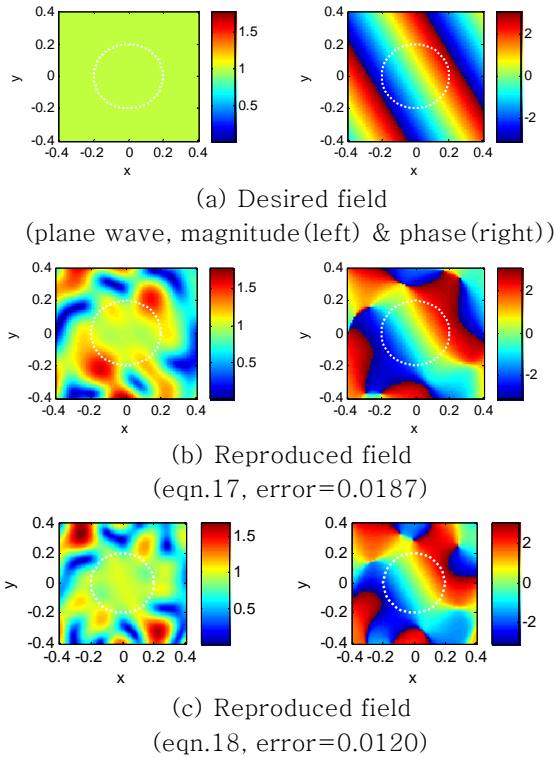 0.4
0.2
0
-0.2
-0.4
y
-0.4 -0.2 0 0.2 0.4
x
1.5
1
0.5
0.4
0.2
0
-0.2
-0.4
y
-0.4 -0.2 0 0.2 0.4
x
2
0
-2
(a) Desired field
(plane wave, magnitude(left) & phase(right))
0.4
0.2
0
-0.2
-0.4
y
-0.4 -0.2 0 0.2 0.4
x
1.5
1
0.5
0.4
0.2
0
-0.2
-0.4
y
-0.4 -0.2 0 0.2 0.4
x
2
0
-2
(b) Reproduced field
(eqn.17, error=0.0187)
0.4
0.2
0
-0.2
-0.4
y
-0.4 -0.2 0 0.2 0.4
x
1.5
1
0.5
0.4
0.2
0
-0.2
-0.4
y
-0.4 -0.2 0 0.2 0.4
x
2
0
-2
(c) Reproduced field
(eqn.18, error=0.0120)